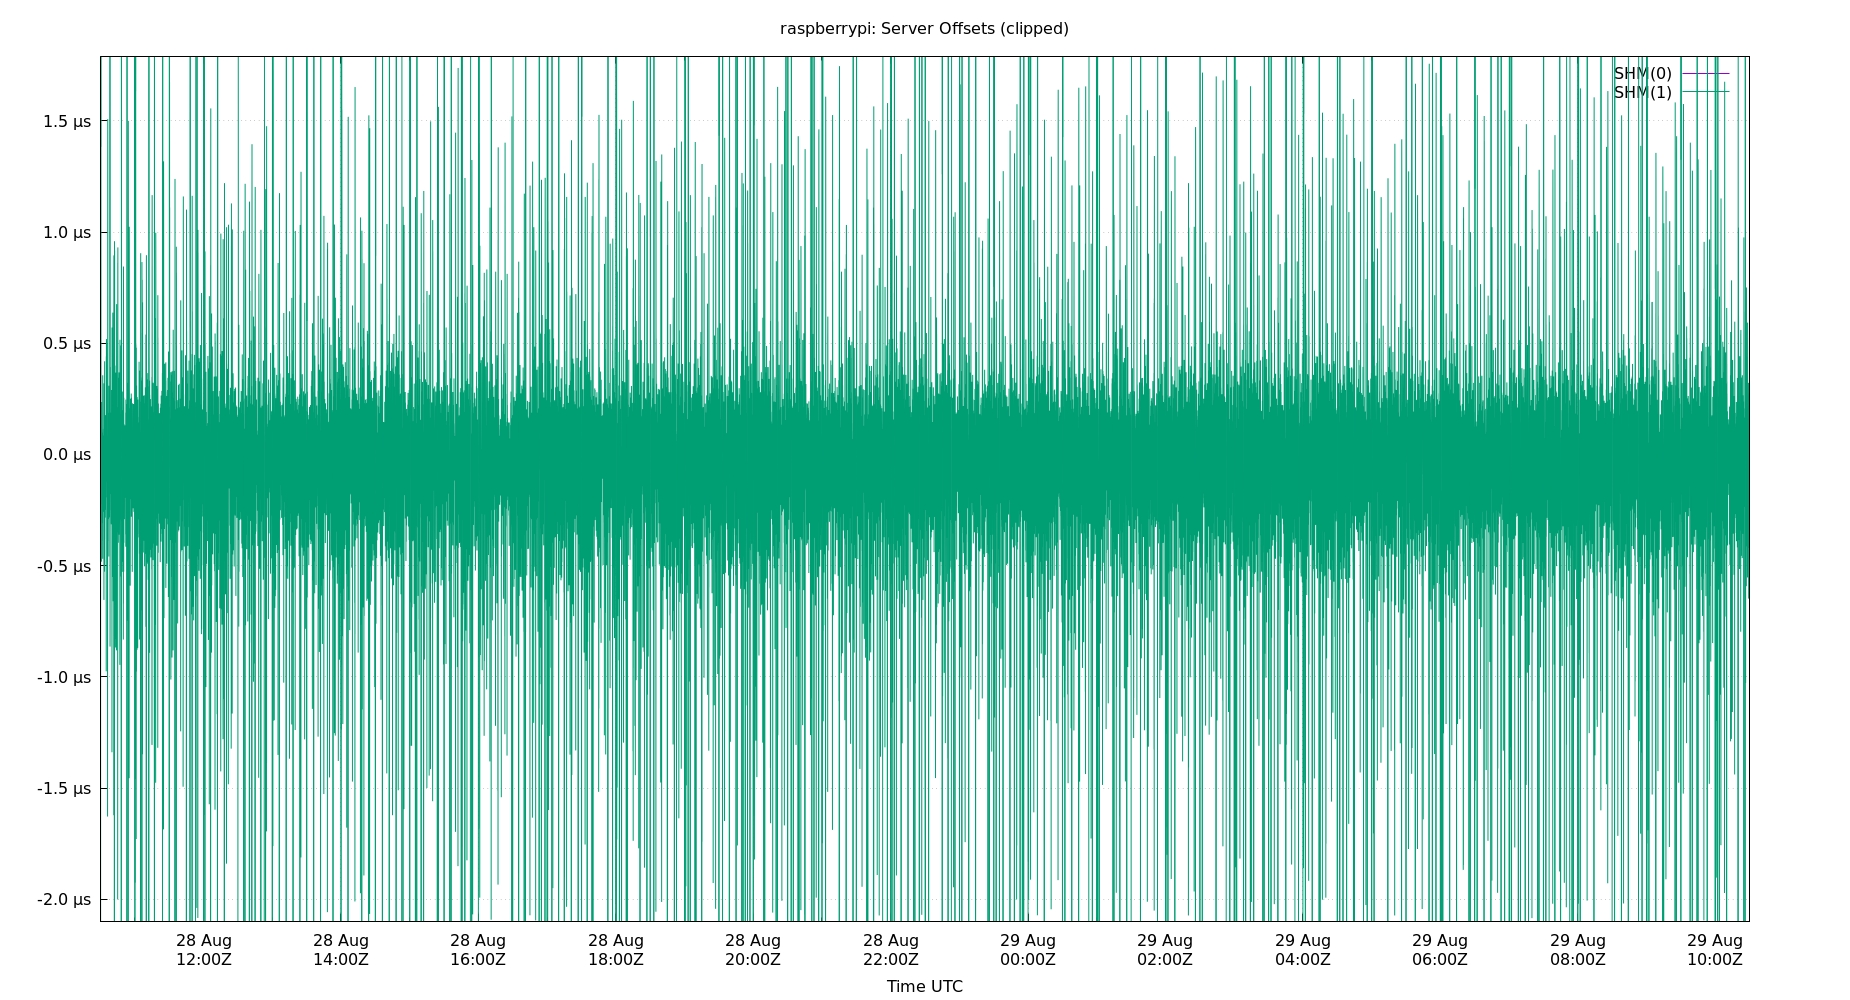 raspberrypi: Server Offsets (clipped)
SHM(0)
SHM(1)
1.5 µs
1.0 µs
0.5 µs
0.0 µs
-0.5 µs
-1.0 µs
-1.5 µs
-2.0 µs
28 Aug 28 Aug 28 Aug 28 Aug 28 Aug 28 Aug 29 Aug 29 Aug 29 Aug 29 Aug 29 Aug 29 Aug
12:00Z 14:00Z 16:00Z 18:00Z 20:00Z 22:00Z 00:00Z 02:00Z 04:00Z 06:00Z 08:00Z 10:00Z
Time UTC